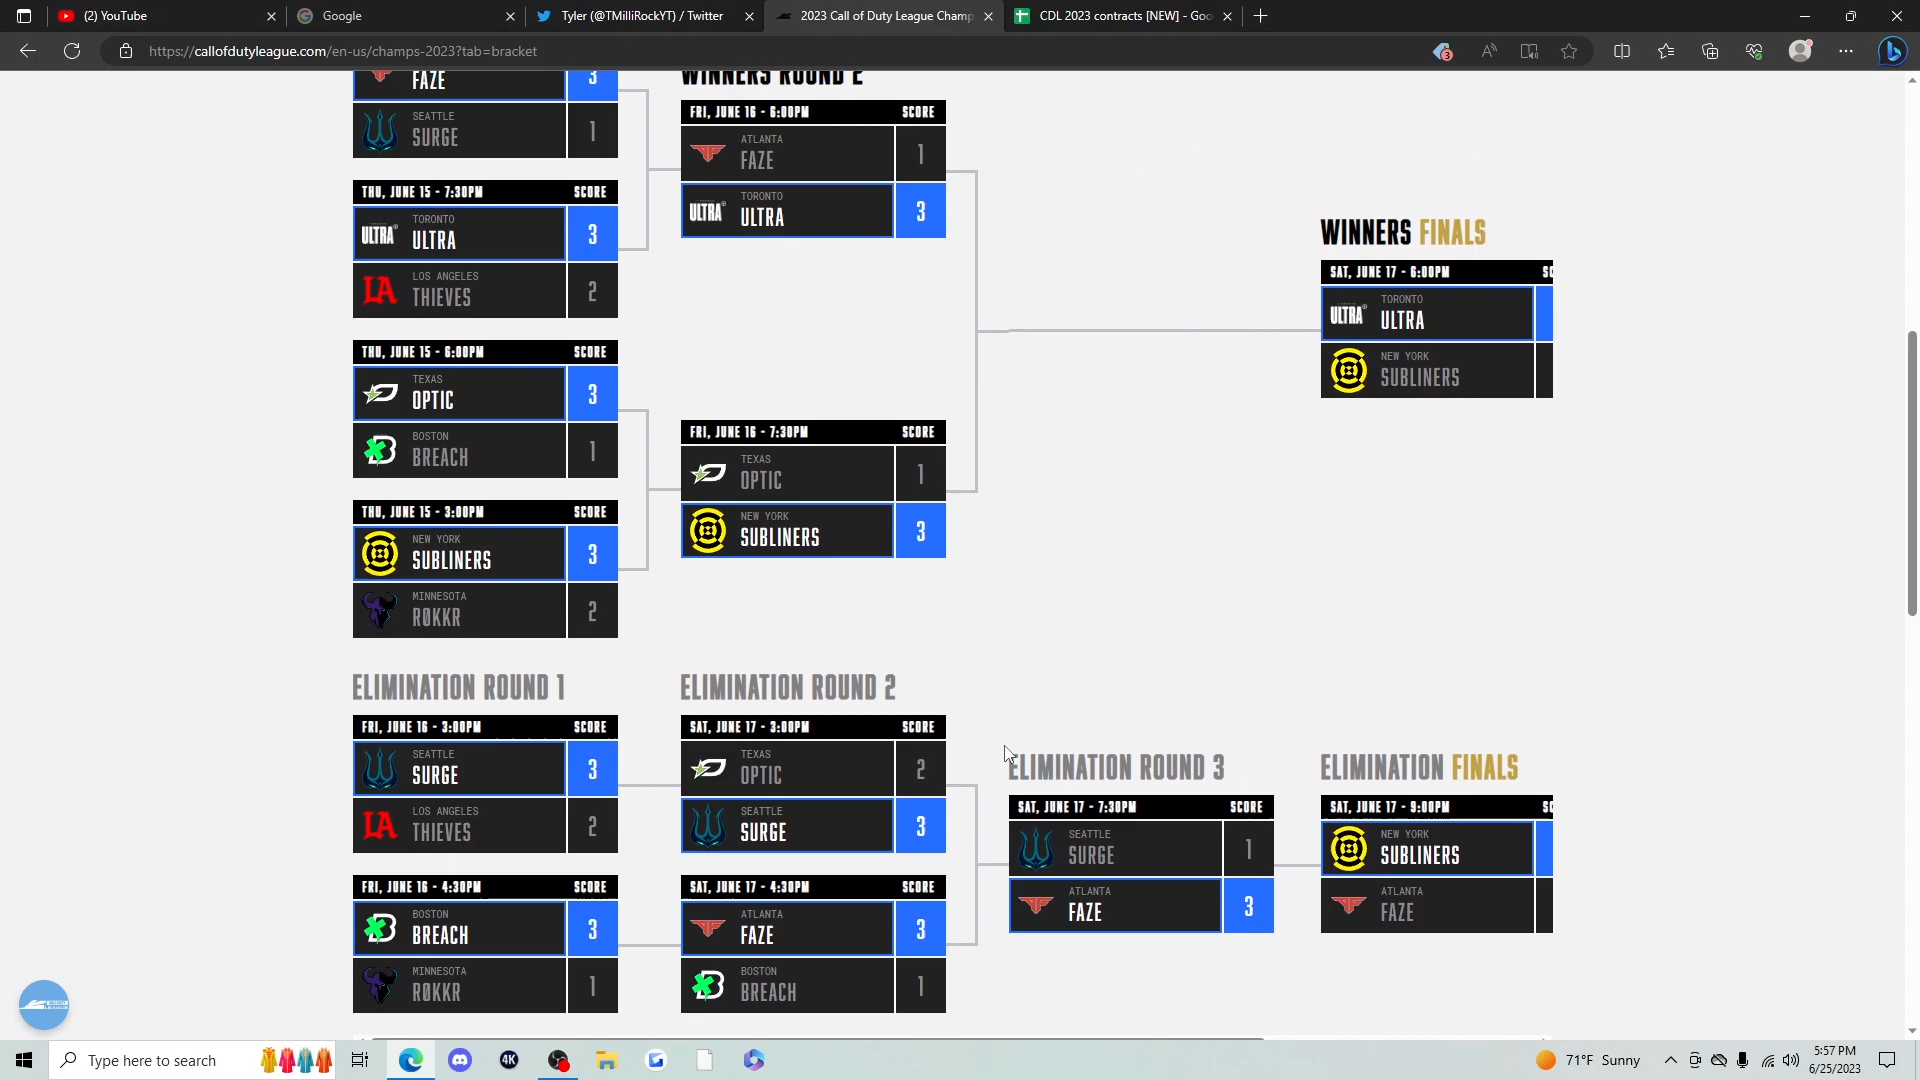 (2) YouTube
Google
Tyler (@TMilliRockYT) / Twitter
2023 Call of Duty League Champ
CDL 2023 contracts [NEW] - Goo
https://callofdutyleague.com/en-us/champs-2023?tab=bracket
3
FAZE 3
SEATTLE
SURGE 1
THU, JUNE 15 - 7:30PM SCORE
TORONTO
ULTRA 3
LOS ANGELES
THIEVES 2
THU, JUNE 15 - 6:00PM SCORE
TEXAS
OPTIC 3
BOSTON
BREACH 1
THU, JUNE 15 - 3:00PM SCORE
NEW YORK
SUBLINERS 3
MINNESOTA
RØKKR 2
WINNERS ROUND 2
FRI, JUNE 16 - 6:00PM SCORE
ATLANTA
FAZE 1
TORONTO
ULTRA 3
FRI, JUNE 16 - 7:30PM SCORE
TEXAS
OPTIC 1
NEW YORK
SUBLINERS 3
WINNERS FINALS
SAT, JUNE 17 - 6:00PM SC
TORONTO
ULTRA
NEW YORK
SUBLINERS
ELIMINATION ROUND 1
FRI, JUNE 16 - 3:00PM SCORE
SEATTLE
SURGE 3
LOS ANGELES
THIEVES 2
FRI, JUNE 16 - 4:30PM SCORE
BOSTON
BREACH 3
MINNESOTA
RØKKR 1
ELIMINATION ROUND 2
SAT, JUNE 17 - 3:00PM SCORE
TEXAS
OPTIC 2
SEATTLE
SURGE 3
SAT, JUNE 17 - 4:30PM SCORE
ATLANTA
FAZE 3
BOSTON
BREACH 1
ELIMINATION ROUND 3
SAT, JUNE 17 - 7:30PM SCORE
SEATTLE
SURGE 1
ATLANTA
FAZE 3
ELIMINATION FINALS
SAT, JUNE 17 - 9:00PM SC
NEW YORK
SUBLINERS
ATLANTA
FAZE
Type here to search
4K
71°F Sunny
5:57 PM
6/25/2023